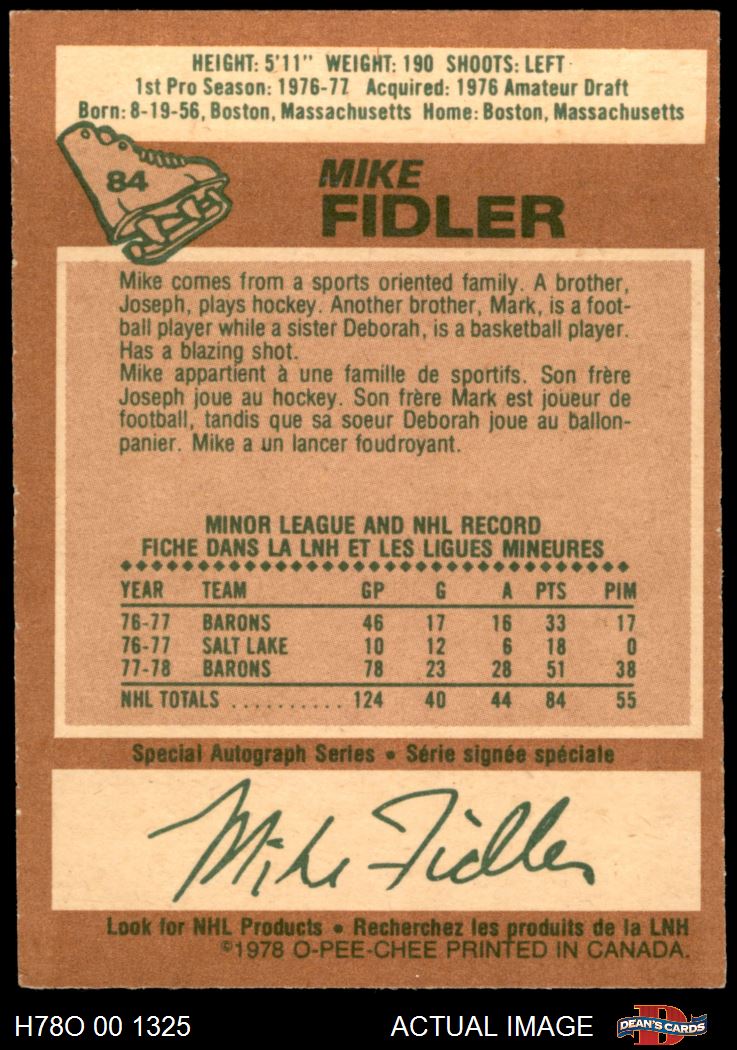 HEIGHT: 5'11" WEIGHT: 190 SHOOTS: LEFT
1st Pro Season: 1976-77 Acquired: 1976 Amateur Draft
Born: 8-19-56, Boston, Massachusetts Home: Boston, Massachusetts
84
MIKE
FIDLER
Mike comes from a sports oriented family. A brother,
Joseph, plays hockey. Another brother, Mark, is a foot-
ball player while a sister Deborah, is a basketball player.
Has a blazing shot.
Mike appartient à une famille de sportifs. Son frère
Joseph joue au hockey. Son frère Mark est joueur de
football, tandis que sa soeur Deborah joue au ballon-
panier. Mike a un lancer foudroyant.
MINOR LEAGUE AND NHL RECORD
FICHE DANS LA LNH ET LES LIGUES MINEURES
YEAR TEAM GP G A PTS PIM
76-77 BARONS 46 17 16 33 17
76-77 SALT LAKE 10 12 6 18 0
77-78 BARONS 78 23 28 51 38
NHL TOTALS .......... 124 40 44 84 55
Special Autograph Series • Série signée spéciale
Mike Fidler
Look for NHL Products • Recherchez les produits de la LNH
©1978 O-PEE-CHEE PRINTED IN CANADA.
H78O 00 1325 ACTUAL IMAGE D DEAN'S CARDS